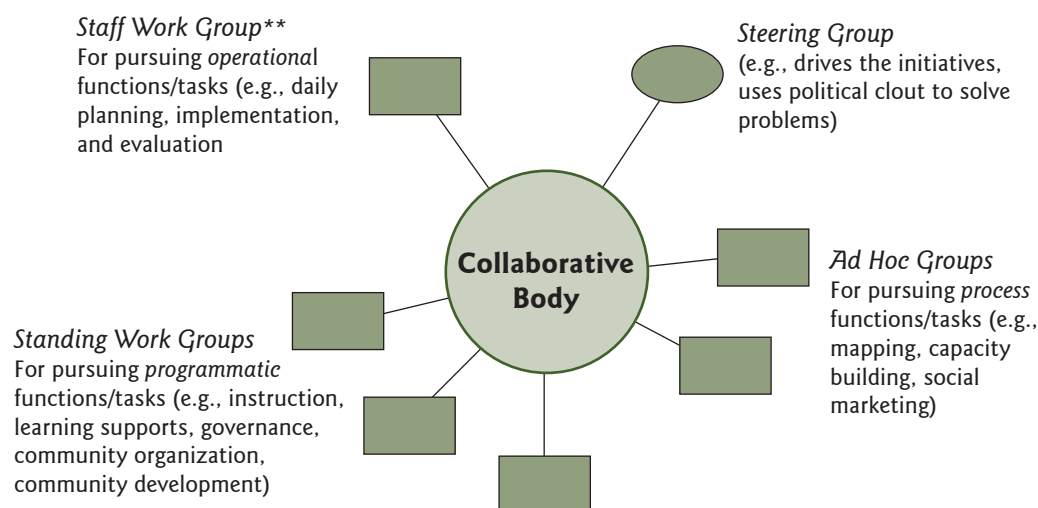 Staff Work Group**
For pursuing operational
functions/tasks (e.g., daily
planning, implementation,
and evaluation
Steering Group
(e.g., drives the initiatives,
uses political clout to solve
problems)
Collaborative
Body
Ad Hoc Groups
For pursuing process
functions/tasks (e.g.,
mapping, capacity
building, social
marketing)
Standing Work Groups
For pursuing programmatic
functions/tasks (e.g., instruction,
learning supports, governance,
community organization,
community development)